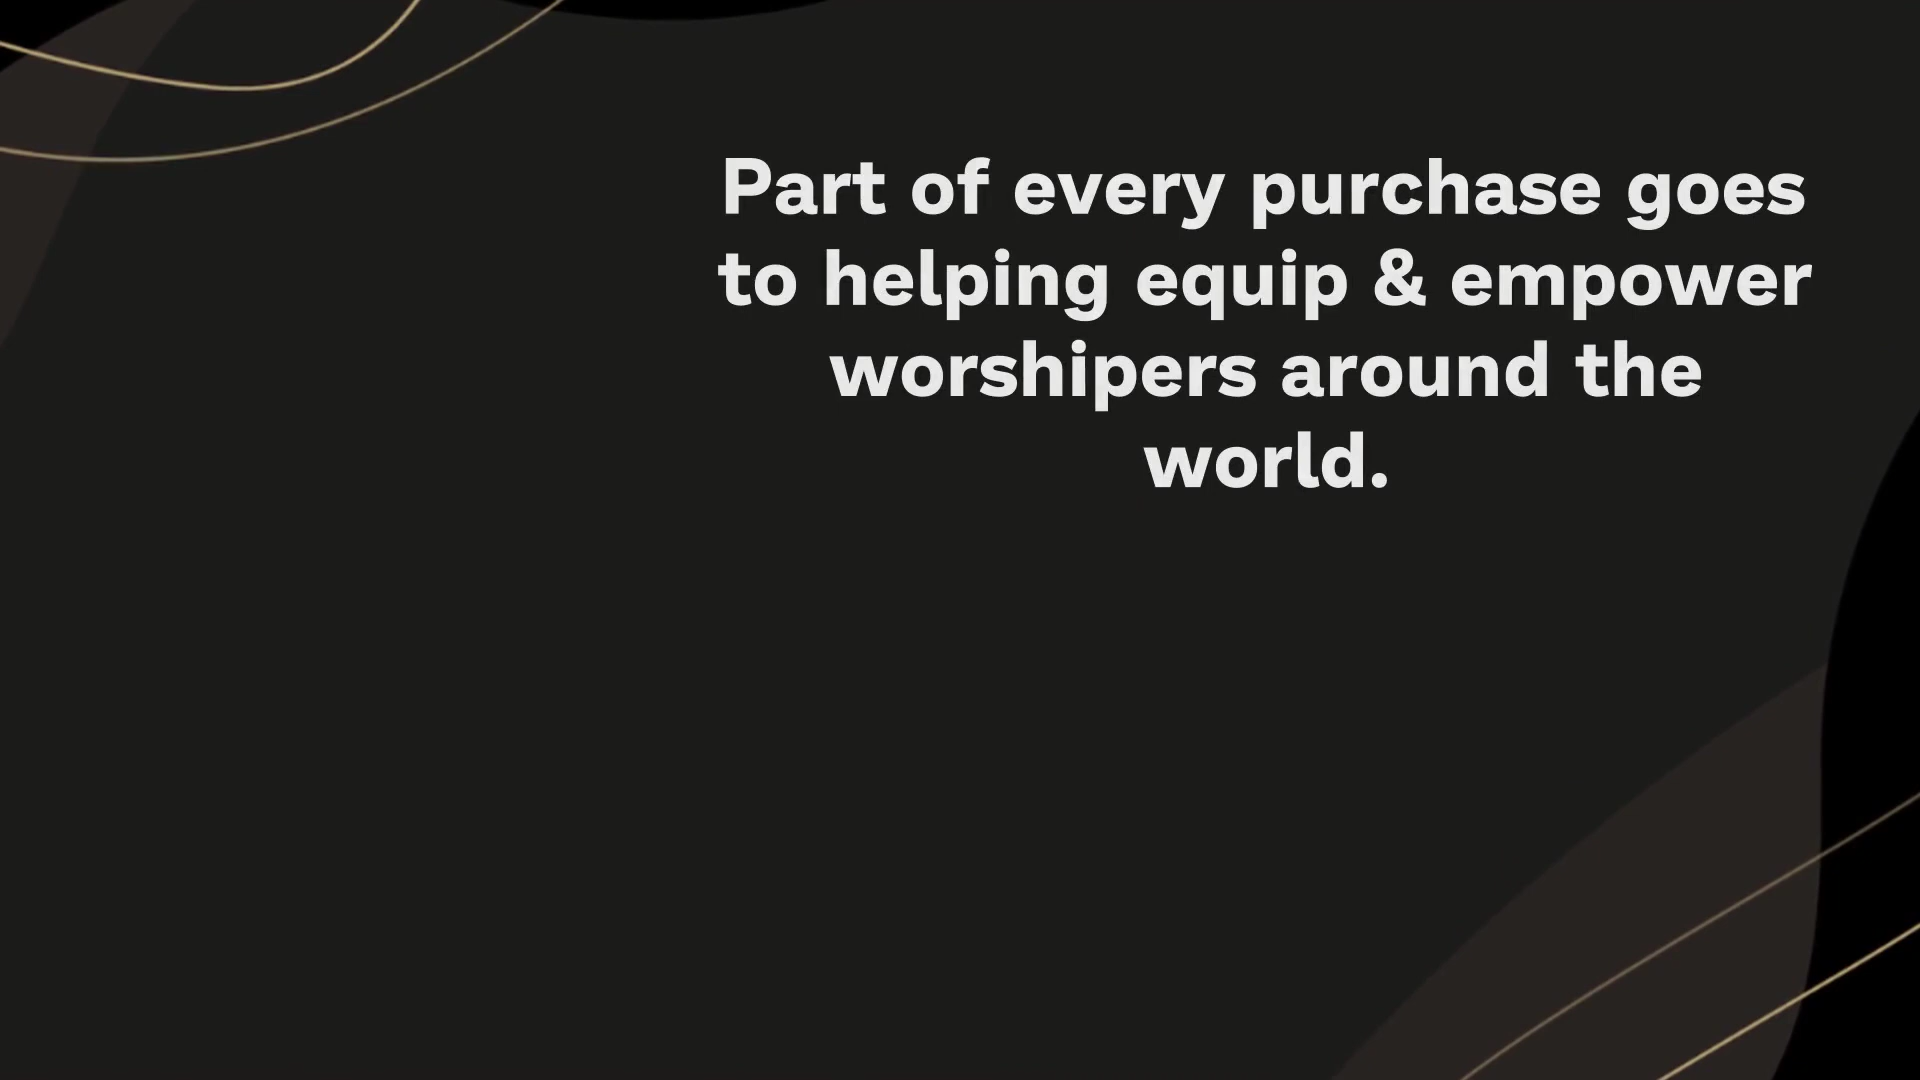 Part of every purchase goes
to helping equip & empower
worshipers around the
world.